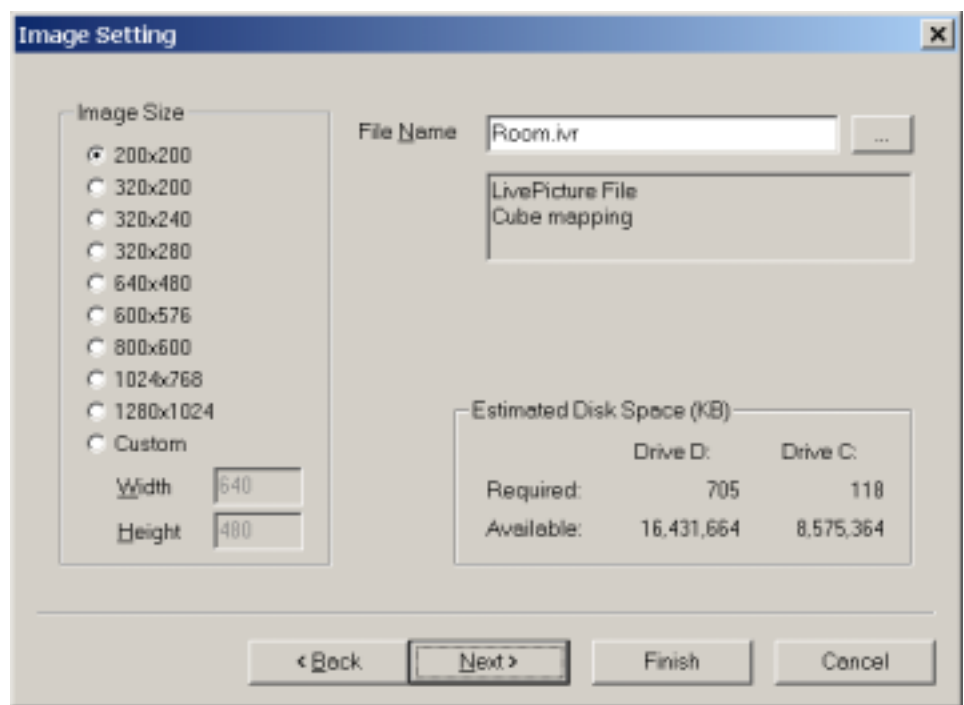 Image Setting
Image Size
200x200
320x200
320x240
320x280
640x480
600x576
800x600
1024x768
1280x1024
Custom
Width 640
Height 480
File Name Room.ivr ...
LivePicture File
Cube mapping
Estimated Disk Space (KB)
Drive D: Drive C:
Required: 705 118
Available: 16,431,664 8,575,364
< Back Next > Finish Cancel